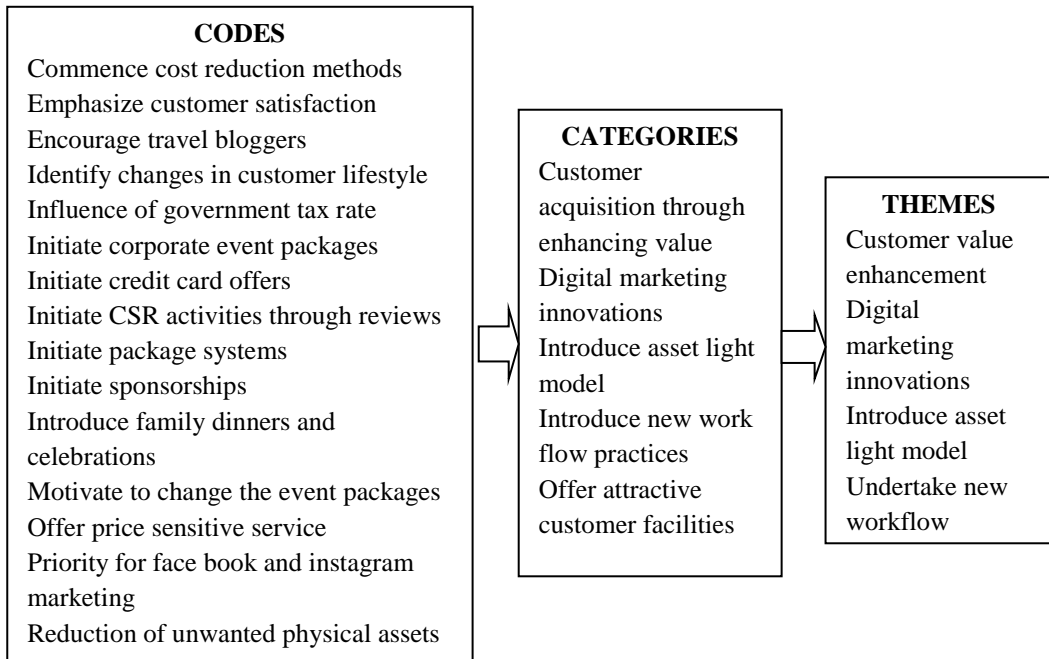 CODES
Commence cost reduction methods
Emphasize customer satisfaction
Encourage travel bloggers
Identify changes in customer lifestyle
Influence of government tax rate
Initiate corporate event packages
Initiate credit card offers
Initiate CSR activities through reviews
Initiate package systems
Initiate sponsorships
Introduce family dinners and
celebrations
Motivate to change the event packages
Offer price sensitive service
Priority for face book and instagram
marketing
Reduction of unwanted physical assets
CATEGORIES
Customer
acquisition through
enhancing value
Digital marketing
innovations
Introduce asset light
model
Introduce new work
flow practices
Offer attractive
customer facilities
THEMES
Customer value
enhancement
Digital
marketing
innovations
Introduce asset
light model
Undertake new
workflow